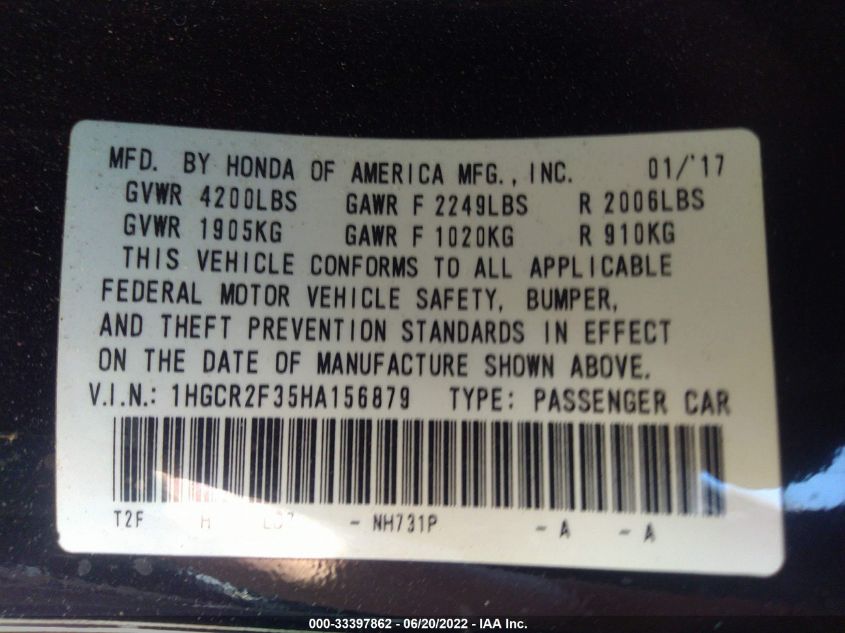 MFD. BY HONDA OF AMERICA MFG., INC. 01/'17
GVWR 4200LBS GAWR F 2249LBS R 2006LBS
GVWR 1905KG GAWR F 1020KG R 910KG
THIS VEHICLE CONFORMS TO ALL APPLICABLE
FEDERAL MOTOR VEHICLE SAFETY, BUMPER,
AND THEFT PREVENTION STANDARDS IN EFFECT
ON THE DATE OF MANUFACTURE SHOWN ABOVE.
V.I.N.: 1HGCR2F35HA156879 TYPE: PASSENGER CAR
T2F H - NH731P - A - A
000-33397862 - 06/20/2022 - IAA Inc.